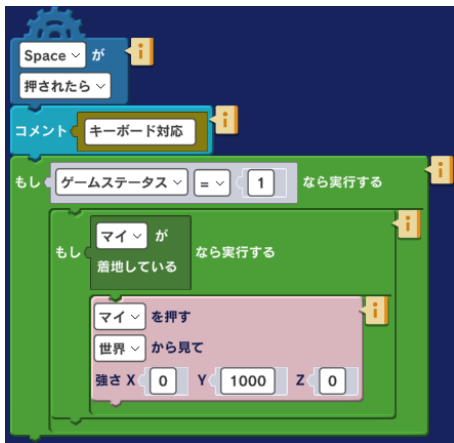 Space が
押されたら
コメント キーボード対応
もし ゲームステータス = 1 なら実行する
もし マイ が 着地している なら実行する
マイ を押す
世界 から見て
強さ X 0 Y 1000 Z 0